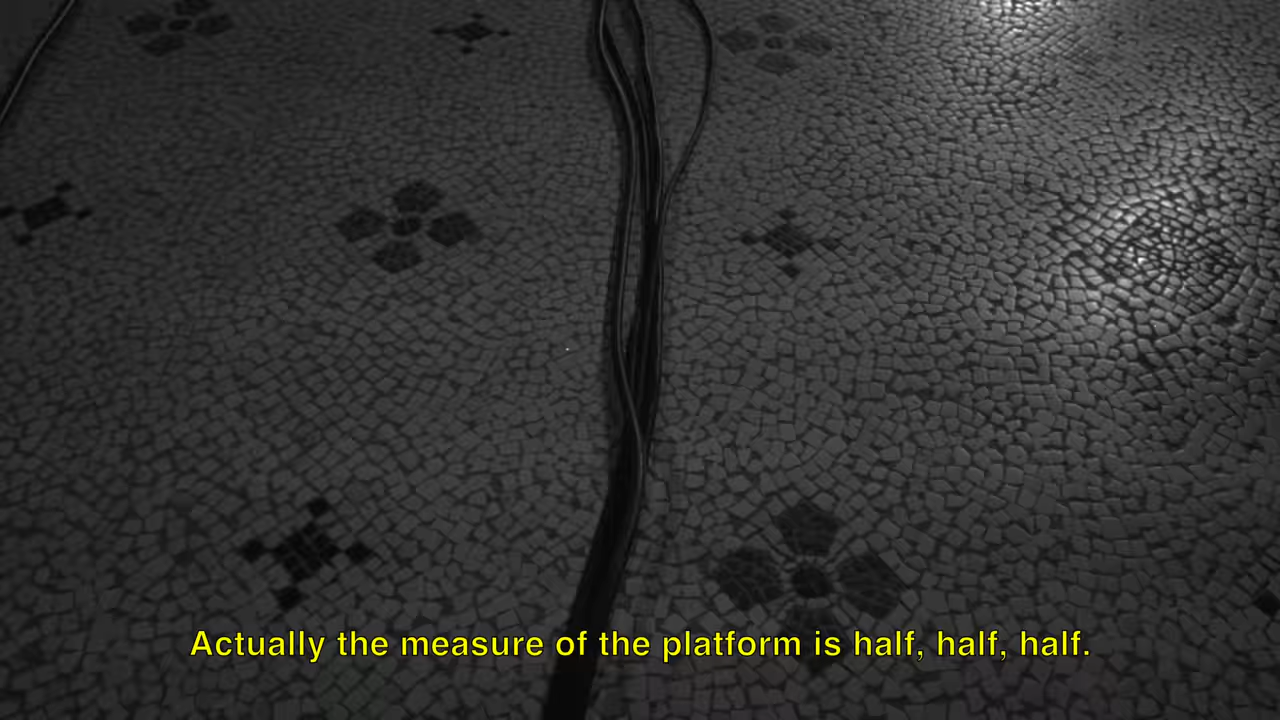 Actually the measure of the platform is half, half, half.